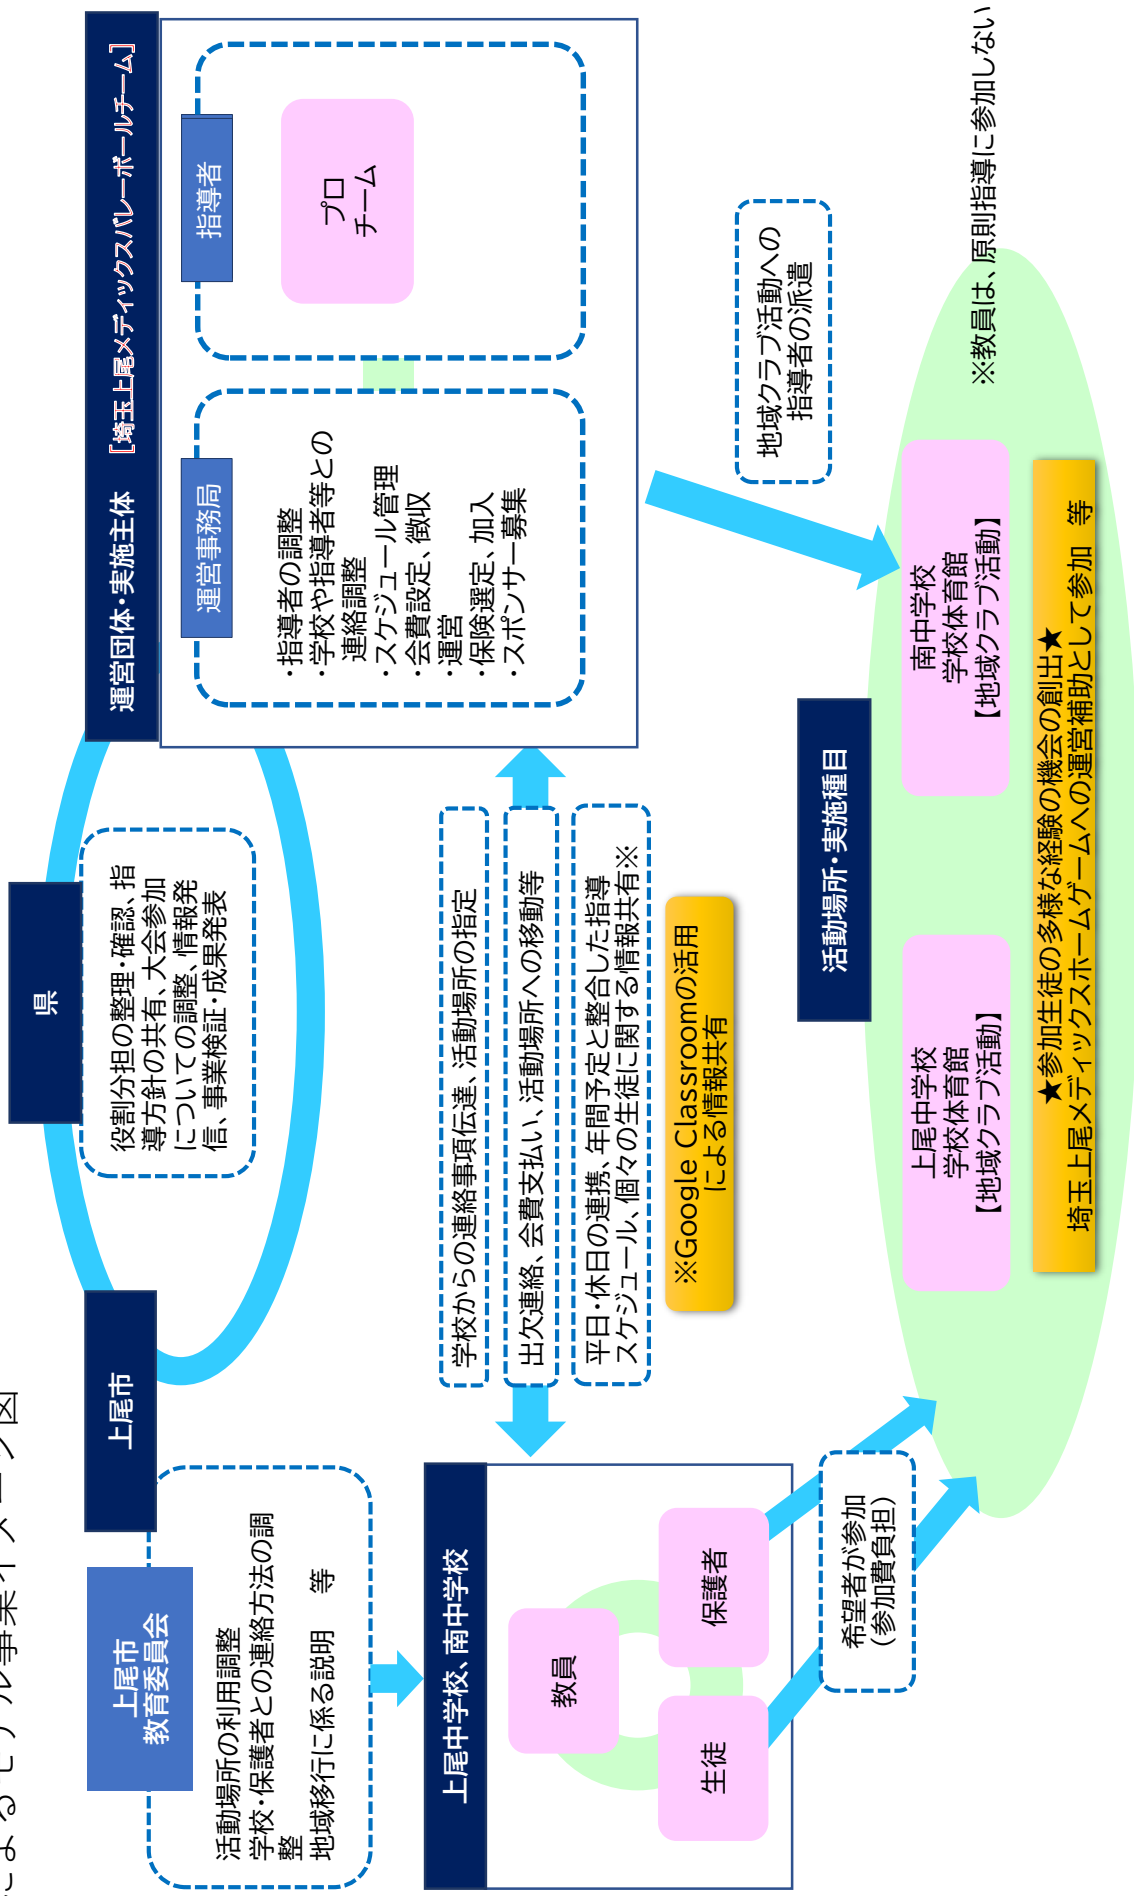 によるモデル事業イメージ図
県
役割分担の整理・確認、指
導方針の共有、大会参加
についての調整、情報発
信、事業検証・成果発表
上尾市
上尾市
教育委員会
活動場所の利用調整
学校・保護者との連絡方法の調
整
地域移行に係る説明　等
運営団体・実施主体　[埼玉上尾メディックスバレーボールチーム]
運営事務局
・指導者の調整
・学校や指導者等との
連絡調整
・スケジュール管理
・会費設定、徴収
・運営
・保険選定、加入
・スポンサー募集
指導者
プロ
チーム
学校からの連絡事項伝達、活動場所の指定
出欠連絡、会費支払い、活動場所への移動等
平日・休日の連携、年間予定と整合した指導
スケジュール、個々の生徒に関する情報共有※
※Google Classroomの活用
による情報共有
上尾中学校、南中学校
教員
生徒
保護者
希望者が参加
（参加費負担）
地域クラブ活動への
指導者の派遣
活動場所・実施種目
上尾中学校
学校体育館
【地域クラブ活動】
南中学校
学校体育館
【地域クラブ活動】
※教員は、原則指導に参加しない
★参加生徒の多様な経験の機会の創出★
埼玉上尾メディックスホームゲームへの運営補助として参加　等